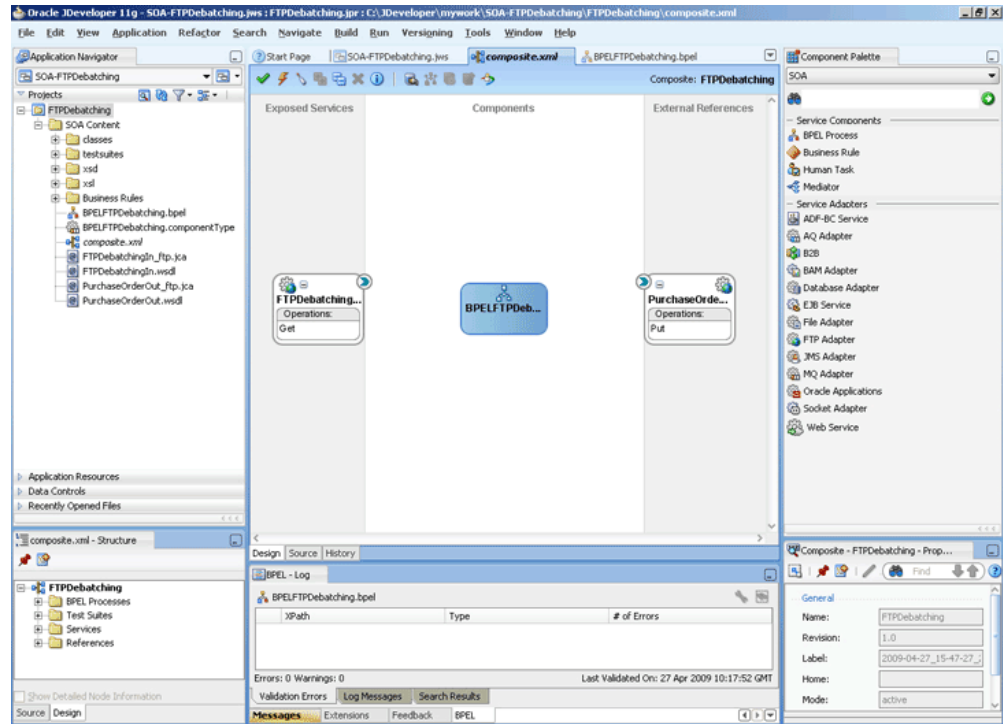 Oracle JDeveloper 11g - SOA-FTPDebatching.jws : FTPDebatching.jpr : C:\JDeveloper\mywork\SOA-FTPDebatching\FTPDebatching\composite.xml
File Edit View Application Refactor Search Navigate Build Run Versioning Tools Window Help
Application Navigator
SOA-FTPDebatching
Projects
FTPDebatching
SOA Content
classes
testsuites
xsd
xsl
Business Rules
BPELFTPDebatching.bpel
BPELFTPDebatching.componentType
composite.xml
FTPDebatchingIn_ftp.jca
FTPDebatchingIn.wsdl
PurchaseOrderOut_ftp.jca
PurchaseOrderOut.wsdl
Application Resources
Data Controls
Recently Opened Files
composite.xml - Structure
FTPDebatching
BPEL Processes
Test Suites
Services
References
Show Detailed Node Information
Source Design
Start Page SOA-FTPDebatching.jws composite.xml BPELFTPDebatching.bpel
Composite: FTPDebatching
Exposed Services Components External References
FTPDebatching...
Operations:
Get
BPELFTPDeb...
PurchaseOrde...
Operations:
Put
Design Source History
BPEL - Log
BPELFTPDebatching.bpel
XPath Type # of Errors
Errors: 0 Warnings: 0 Last Validated On: 27 Apr 2009 10:17:52 GMT
Validation Errors Log Messages Search Results
Messages Extensions Feedback BPEL
Component Palette
SOA
Service Components
BPEL Process
Business Rule
Human Task
Mediator
Service Adapters
ADF-BC Service
AQ Adapter
B2B
BAM Adapter
Database Adapter
EJB Service
File Adapter
FTP Adapter
JMS Adapter
MQ Adapter
Oracle Applications
Socket Adapter
Web Service
Composite - FTPDebatching - Prop...
Find
General
Name: FTPDebatching
Revision: 1.0
Label: 2009-04-27_15-47-27_
Home:
Mode: active